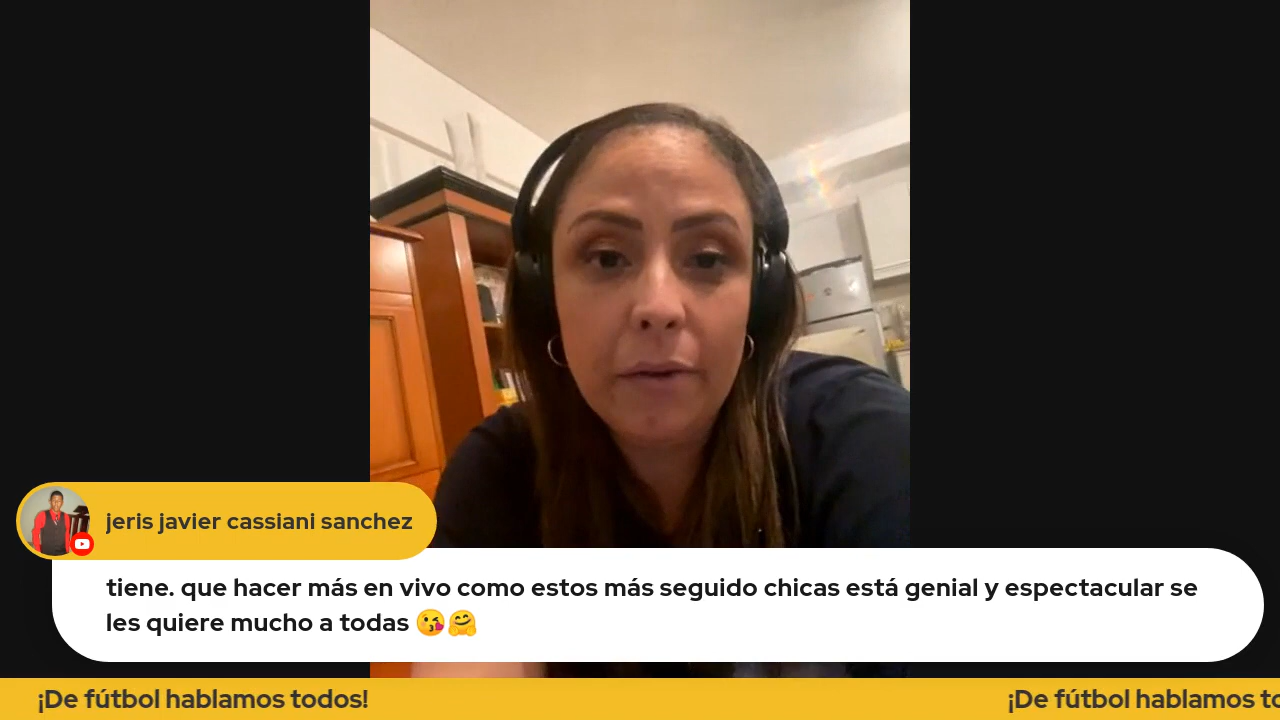 jeris javier cassiani sanchez
tiene. que hacer más en vivo como estos más seguido chicas está genial y espectacular se
les quiere mucho a todas 😘🤗
¡De fútbol hablamos todos!
¡De fútbol hablamos to